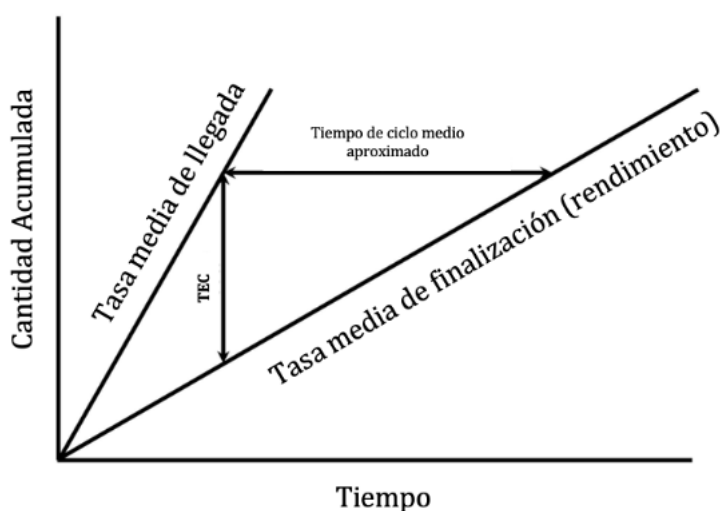 Cantidad Acumulada
Tasa media de llegada
Tiempo de ciclo medio
aproximado
TEC
Tasa media de finalización (rendimiento)
Tiempo